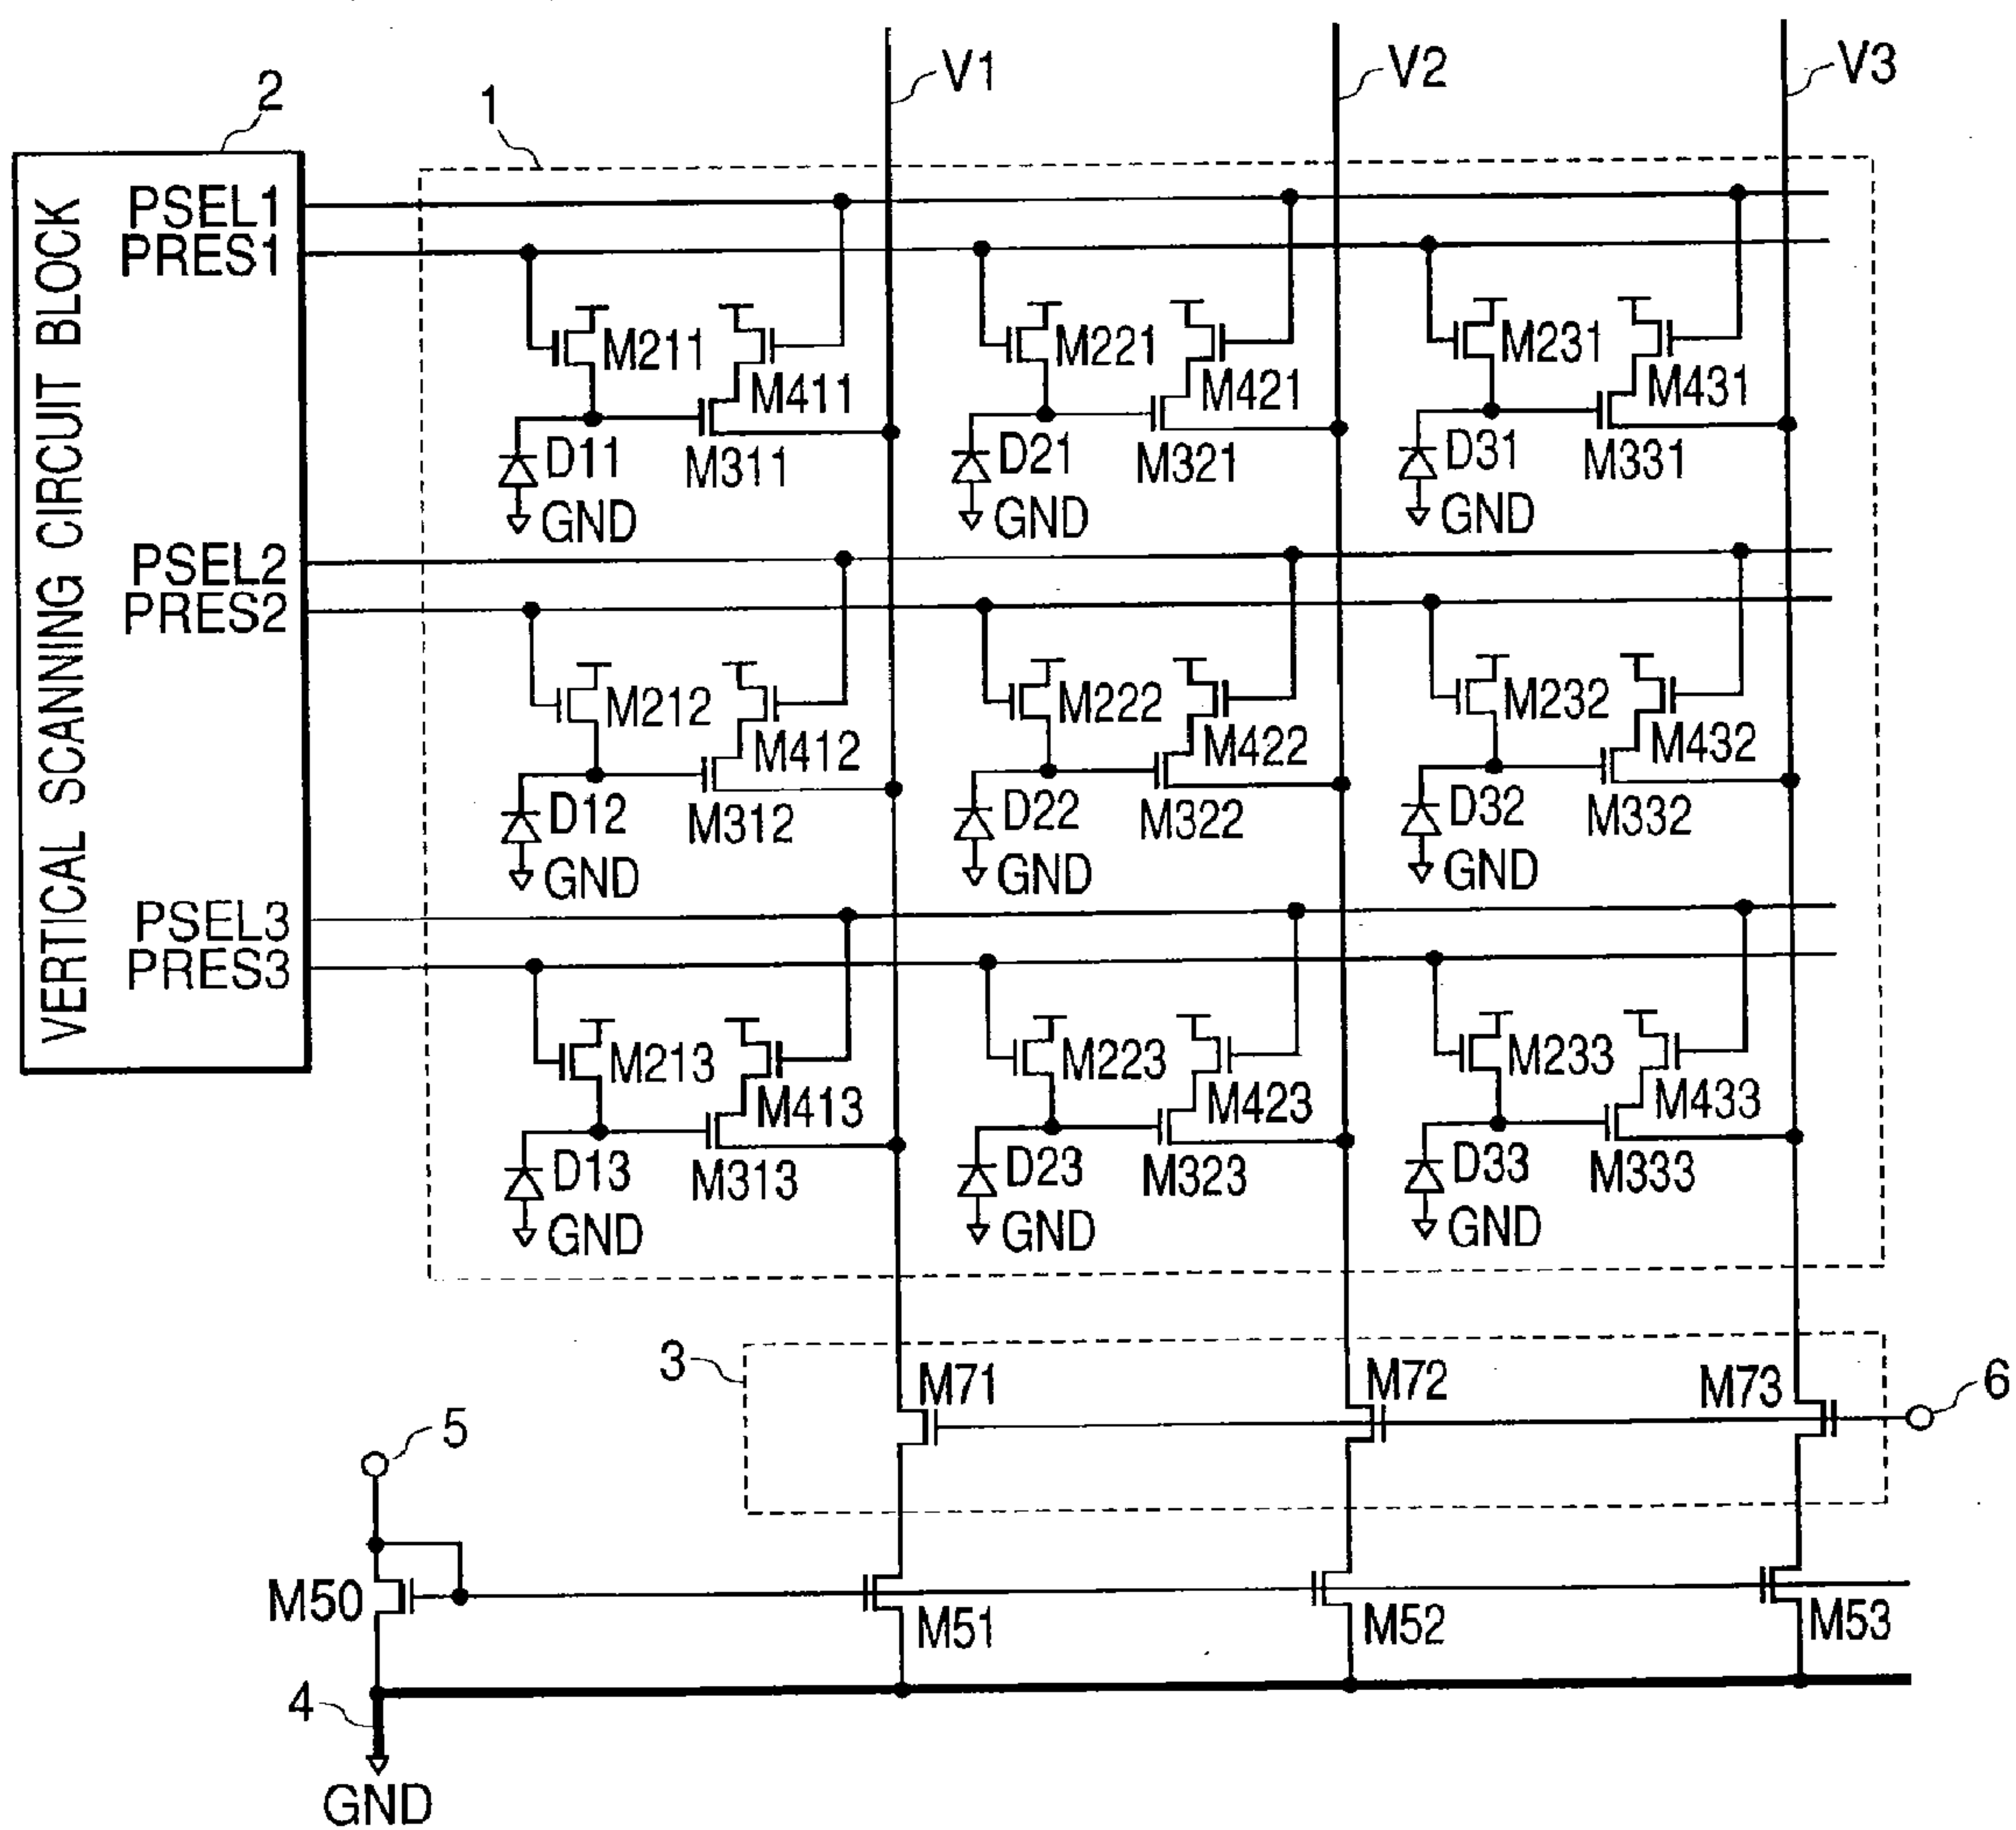 V1
V2
V3
2
1
VERTICAL SCANNING CIRCUIT BLOCK
PSEL1
PRES1
M211
M411
M221
M421
M231
M431
D11
M311
D21
M321
D31
M331
GND
GND
GND
PSEL2
PRES2
M212
M412
M222
M422
M232
M432
D12
M312
D22
M322
D32
M332
GND
GND
GND
PSEL3
PRES3
M213
M413
M223
M423
M233
M433
D13
M313
D23
M323
D33
M333
GND
GND
GND
3
M71
M72
M73
6
5
M50
M51
M52
M53
4
GND